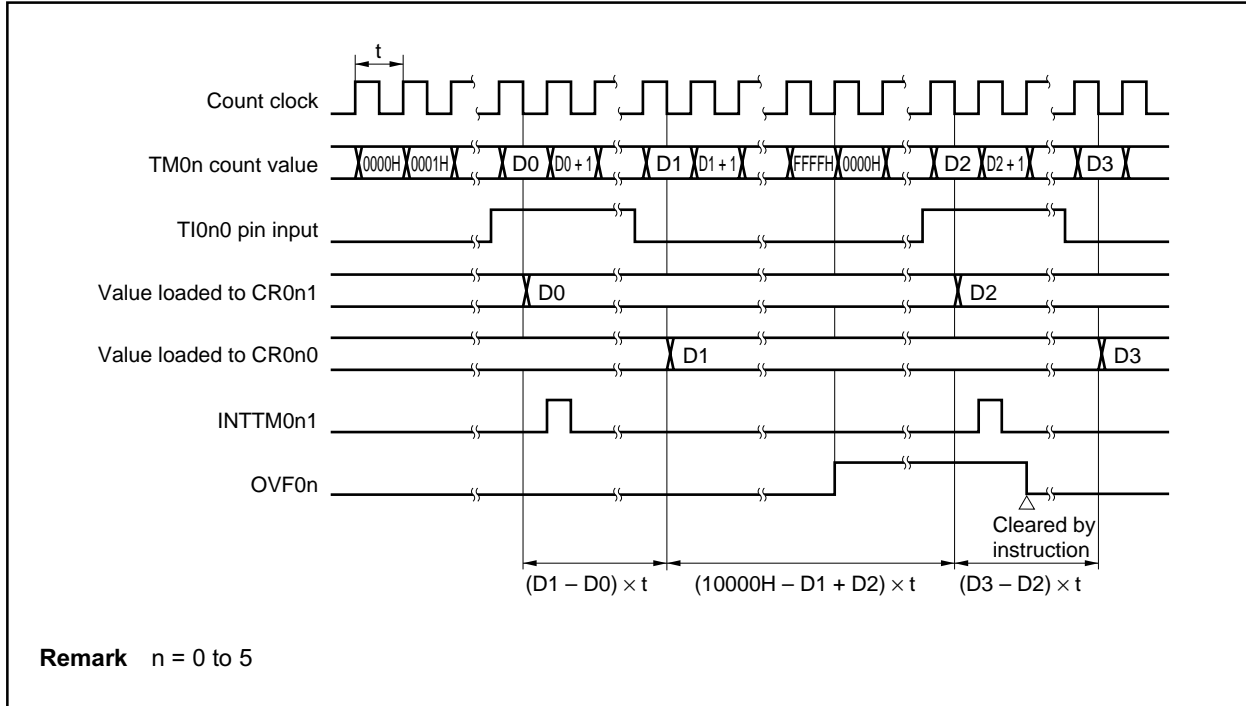 t
Count clock
TM0n count value 0000H 0001H D0 D0 + 1 D1 D1 + 1 FFFFH 0000H D2 D2 + 1 D3
TI0n0 pin input
Value loaded to CR0n1 D0 D2
Value loaded to CR0n0 D1 D3
INTTM0n1
OVF0n
Cleared by
instruction
(D1 – D0) × t (10000H – D1 + D2) × t (D3 – D2) × t
Remark n = 0 to 5